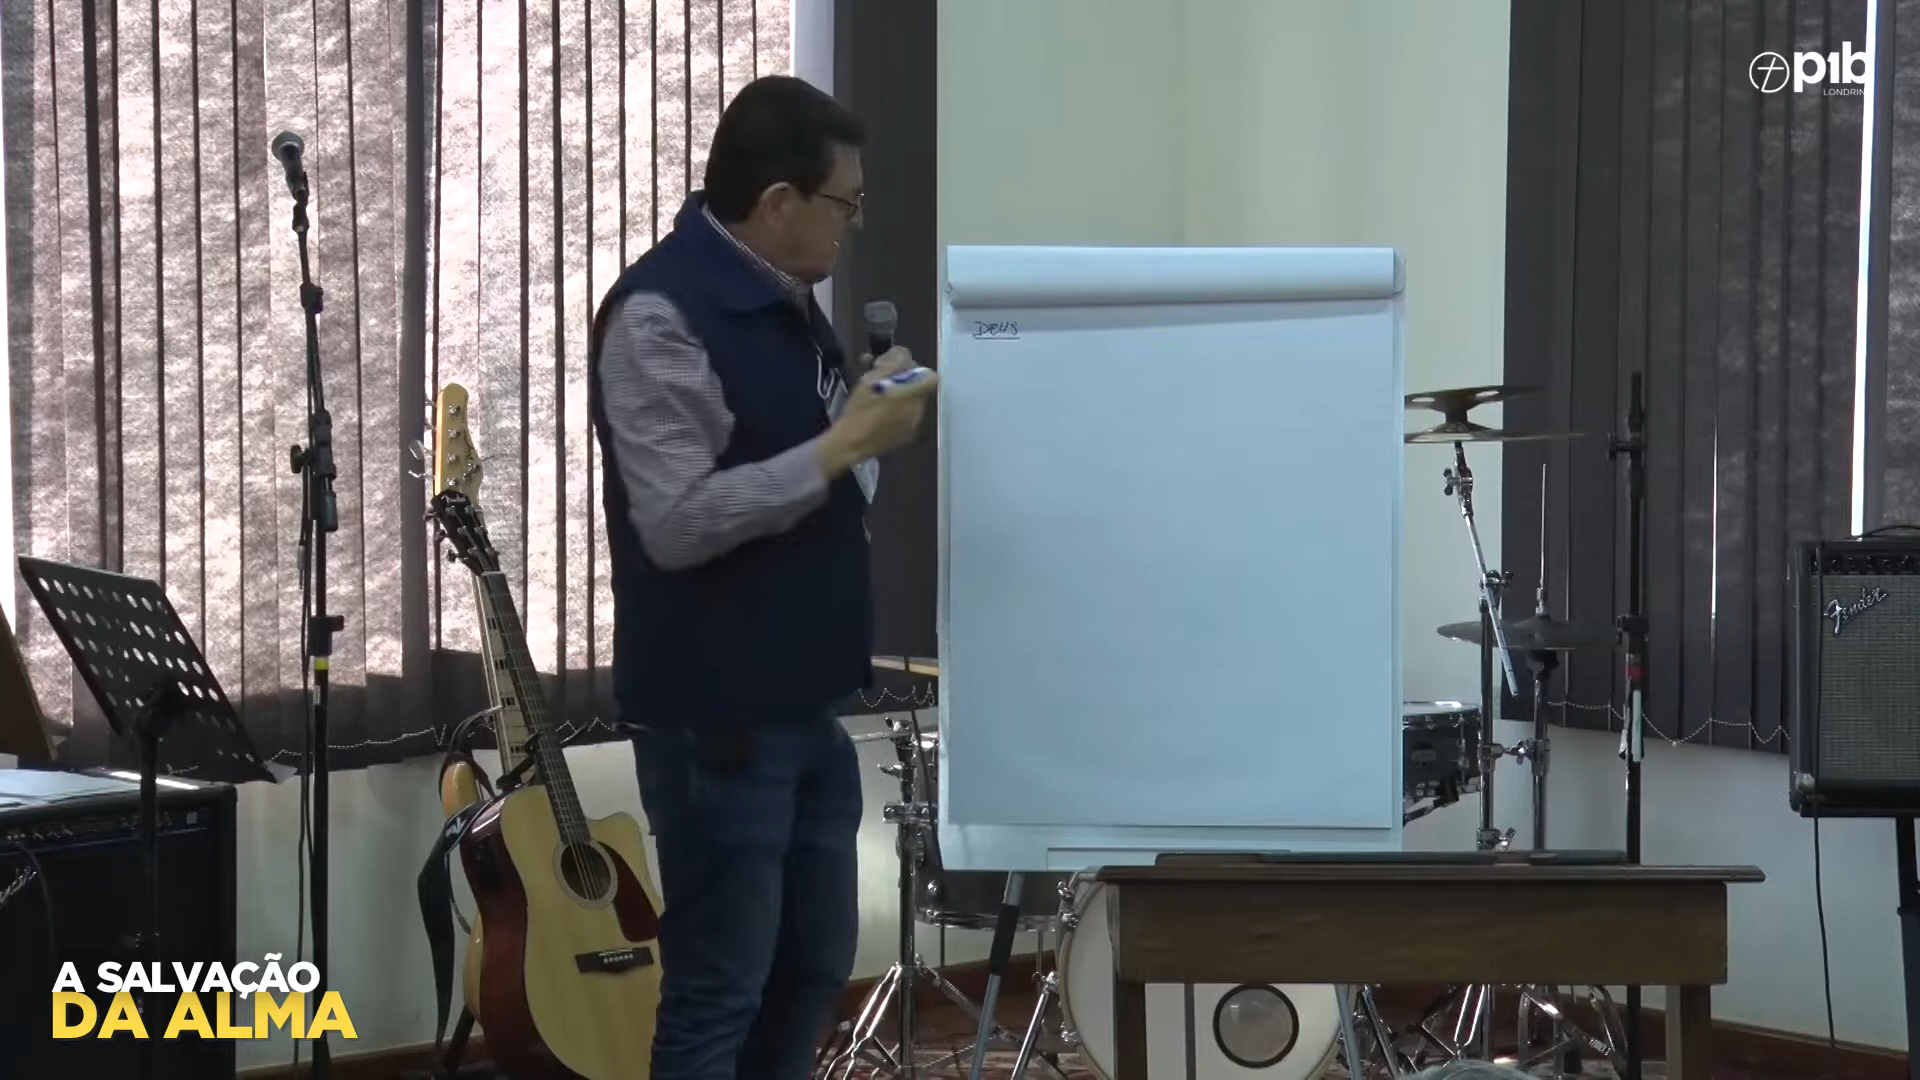 pib
LONDRIN
DEUS
Fender
A SALVAÇÃO
DA ALMA